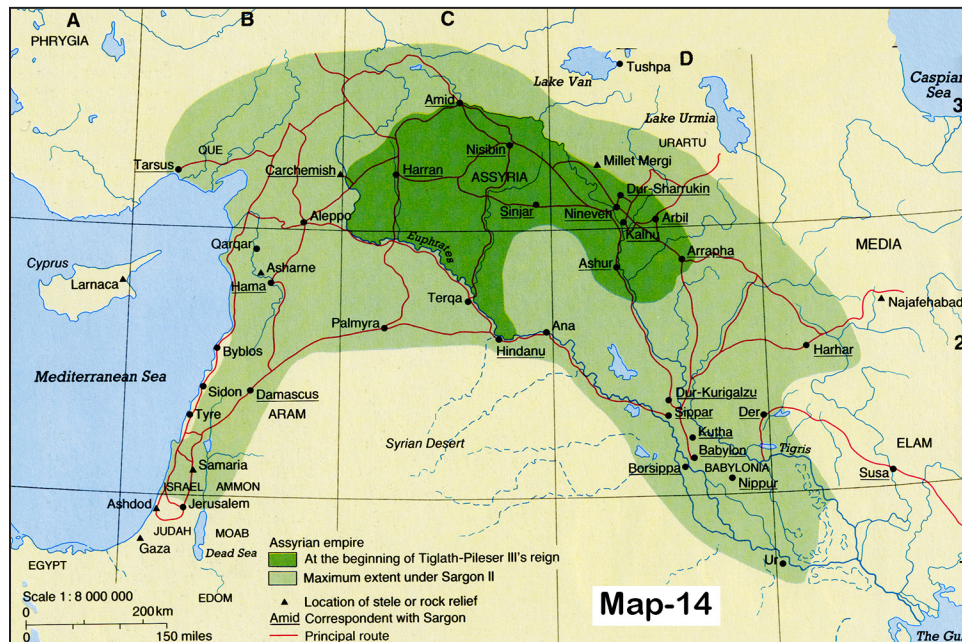 A
B
C
D
PHRYGIA
Tushpa
Lake Van
Caspian
Sea
3
Amid
Lake Urmia
URARTU
QUE
Nisibin
Millet Mergi
Tarsus
Carchemish
Harran
ASSYRIA
Dur-Sharrukin
Sinjar
Nineveh
Arbil
Aleppo
Kalhu
Qarqar
Euphrates
MEDIA
Arrapha
Cyprus
Asharne
Ashur
Larnaca
Hama
Terqa
Najafehabad
Palmyra
Ana
Byblos
Hindanu
Harhar
2
Mediterranean Sea
Sidon
Damascus
Dur-Kurigalzu
Tyre
ARAM
Sippar
Der
Kutha
Syrian Desert
Tigris
ELAM
Babylon
Samaria
Borsippa
BABYLONIA
Susa
Nippur
ISRAEL
AMMON
Ashdod
Jerusalem
JUDAH
MOAB
Gaza
Dead Sea
Assyrian empire
At the beginning of Tiglath-Pileser III's reign
Ur
EGYPT
Maximum extent under Sargon II
Scale 1 : 8 000 000
EDOM
Location of stele or rock relief
0
200 km
Amid Correspondent with Sargon
Map-14
0
150 miles
Principal route
The Gu